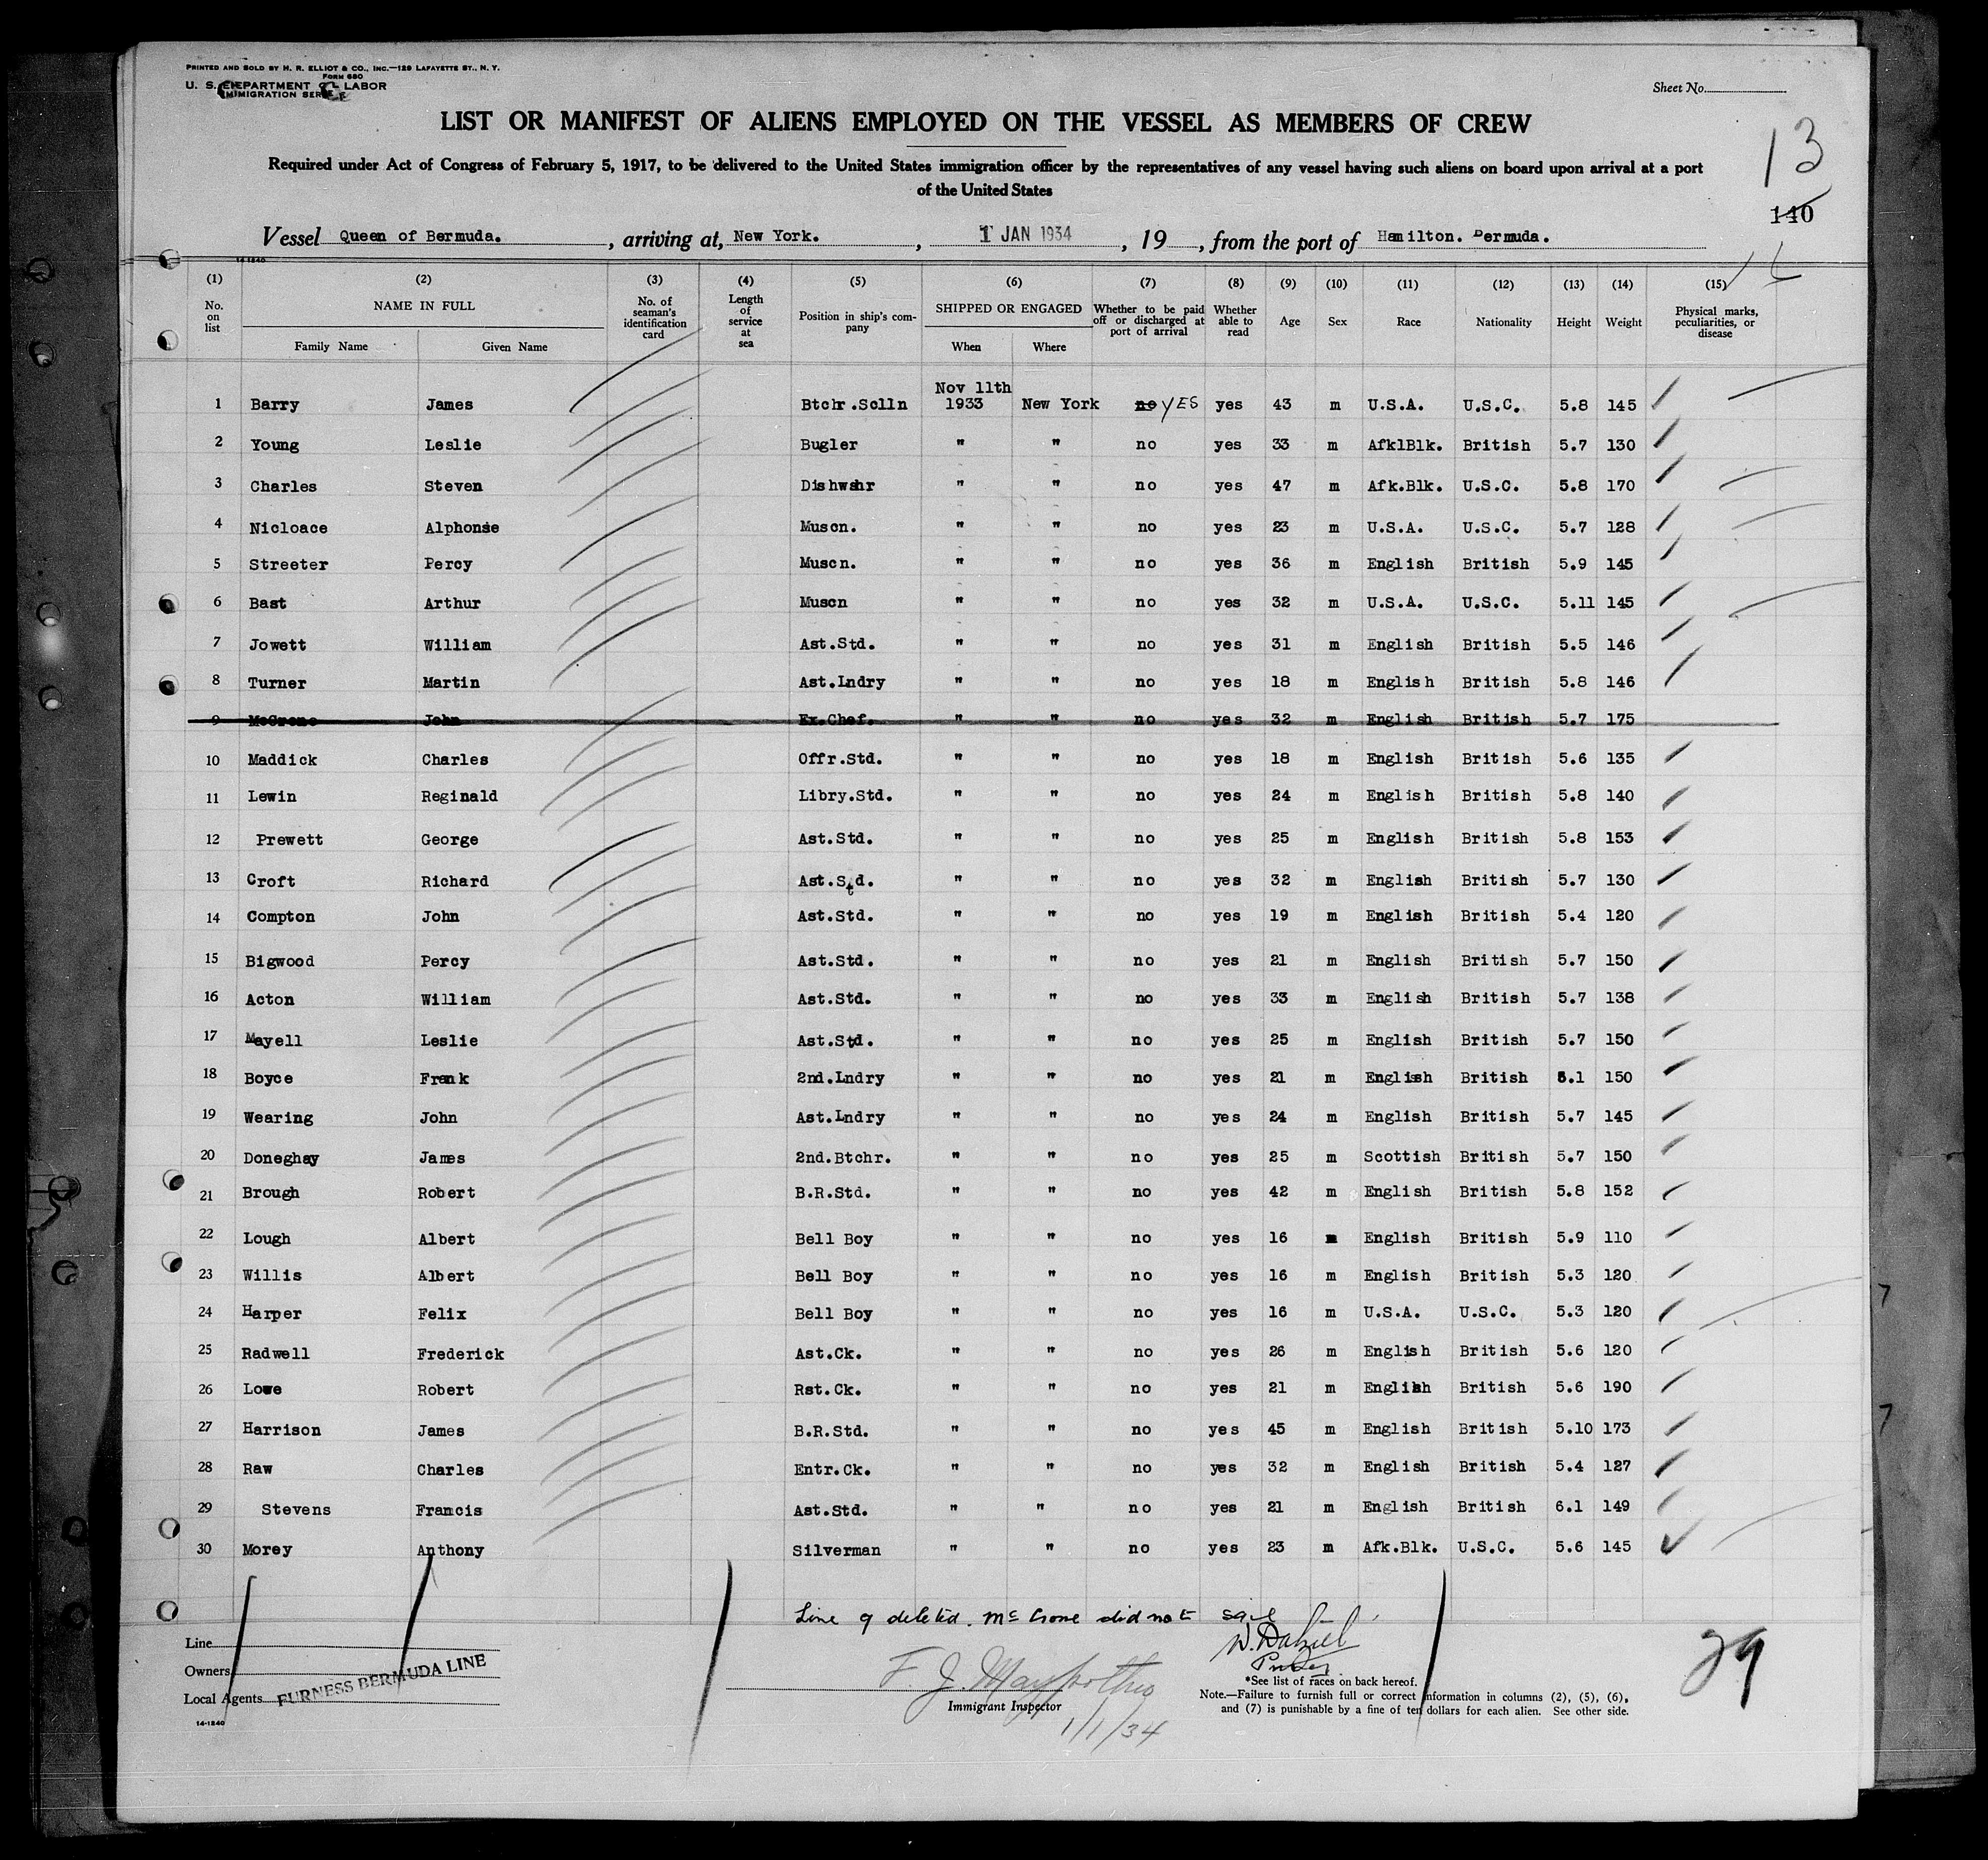 PRINTED AND SOLD BY H. R. ELLIOT & CO., INC.—129 LAFAYETTE ST., N. Y.
FORM 680
U. S. DEPARTMENT OF LABOR
IMMIGRATION SERVICE
Sheet No.
LIST OR MANIFEST OF ALIENS EMPLOYED ON THE VESSEL AS MEMBERS OF CREW
13
Required under Act of Congress of February 5, 1917, to be delivered to the United States immigration officer by the representatives of any vessel having such aliens on board upon arrival at a port
of the United States
140
Vessel Queen of Bermuda. , arriving at, New York. , 1 JAN 1934 , 19 , from the port of Hamilton. Bermuda.
14-1840
(1) (2) (3) (4) (5) (6) (7) (8) (9) (10) (11) (12) (13) (14) (15)
No. on list NAME IN FULL Family Name Given Name No. of seaman's identification card Length of service at sea Position in ship's company SHIPPED OR ENGAGED When Where Whether to be paid off or discharged at port of arrival Whether able to read Age Sex Race Nationality Height Weight Physical marks, peculiarities, or disease
Nov 11th
1 Barry James Btchr.Sclln 1933 New York no YES yes 43 m U.S.A. U.S.C. 5.8 145
2 Young Leslie Bugler " " no yes 33 m AfklBlk. British 5.7 130
3 Charles Steven Dishwshr " " no yes 47 m Afk.Blk. U.S.C. 5.8 170
4 Nicloace Alphonse Muscn. " " no yes 23 m U.S.A. U.S.C. 5.7 128
5 Streeter Percy Muscn. " " no yes 36 m English British 5.9 145
6 Bast Arthur Muscn " " no yes 32 m U.S.A. U.S.C. 5.11 145
7 Jowett William Ast.Std. " " no yes 31 m English British 5.5 146
8 Turner Martin Ast.Lndry " " no yes 18 m English British 5.8 146
9 McCrone John Ex.Chef. " " no yes 32 m English British 5.7 175
10 Maddick Charles Offr.Std. " " no yes 18 m English British 5.6 135
11 Lewin Reginald Libry.Std. " " no yes 24 m English British 5.8 140
12 Prewett George Ast.Std. " " no yes 25 m English British 5.8 153
13 Croft Richard Ast.Std. " " no yes 32 m English British 5.7 130
14 Compton John Ast.Std. " " no yes 19 m English British 5.4 120
15 Bigwood Percy Ast.Std. " " no yes 21 m English British 5.7 150
16 Acton William Ast.Std. " " no yes 33 m English British 5.7 138
17 Mayell Leslie Ast.Std. " " no yes 25 m English British 5.7 150
18 Boyce Frank 2nd.Lndry " " no yes 21 m English British 5.1 150
19 Wearing John Ast.Lndry " " no yes 24 m English British 5.7 145
20 Doneghay James 2nd.Btchr. " " no yes 25 m Scottish British 5.7 150
21 Brough Robert B.R.Std. " " no yes 42 m English British 5.8 152
22 Lough Albert Bell Boy " " no yes 16 m English British 5.9 110
23 Willis Albert Bell Boy " " no yes 16 m English British 5.3 120
24 Harper Felix Bell Boy " " no yes 16 m U.S.A. U.S.C. 5.3 120
25 Radwell Frederick Ast.Ck. " " no yes 26 m English British 5.6 120
26 Lowe Robert Rst.Ck. " " no yes 21 m English British 5.6 190
27 Harrison James B.R.Std. " " no yes 45 m English British 5.10 173
28 Raw Charles Entr.Ck. " " no yes 32 m English British 5.4 127
29 Stevens Francis Ast.Std. " " no yes 21 m English British 6.1 149
30 Morey Anthony Silverman " " no yes 23 m Afk.Blk. U.S.C. 5.6 145
Line 9 deleted. McCrone did not sail
Line
Owners
Local Agents FURNESS BERMUDA LINE
14-1840
F. J.
Immigrant Inspector
1/1/34
W. Dalziel
Purser
*See list of races on back hereof.
Note.—Failure to furnish full or correct information in columns (2), (5), (6),
and (7) is punishable by a fine of ten dollars for each alien. See other side.
29